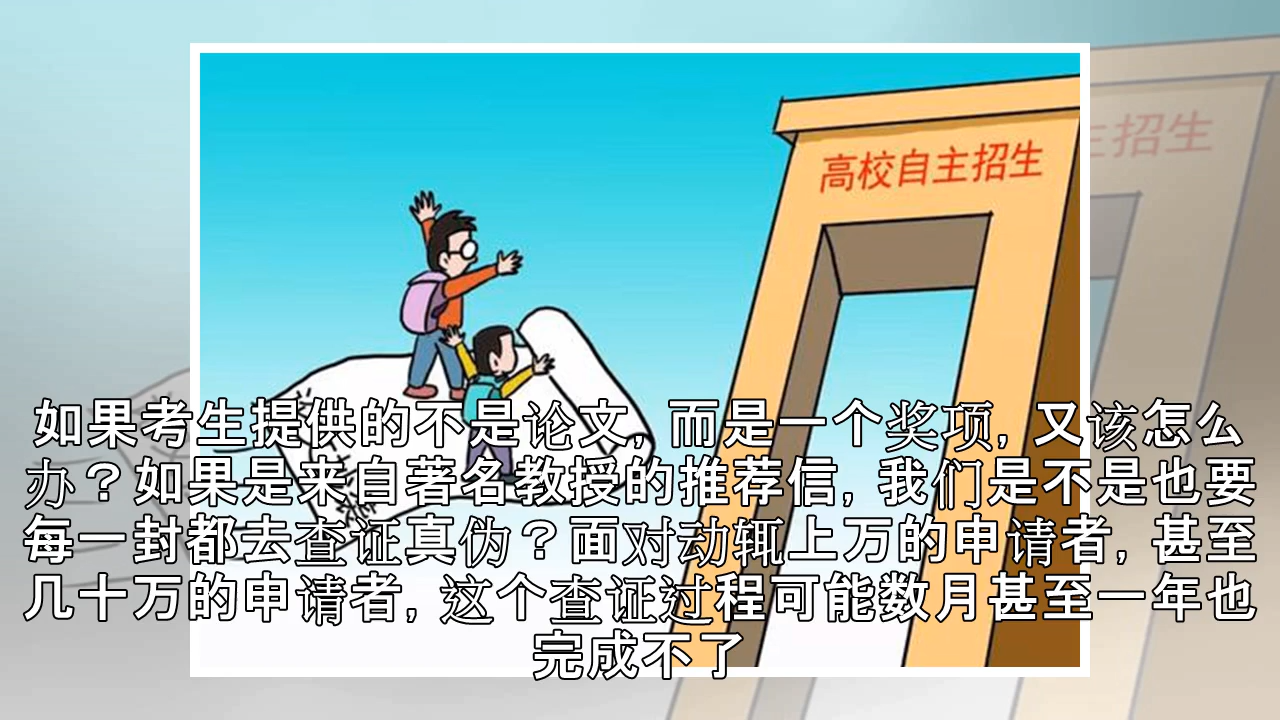 高校自主招生
主招生
如果考生提供的不是论文, 而是一个奖项, 又该怎么
办？如果是来自著名教授的推荐信, 我们是不是也要
每一封都去查证真伪？面对动辄上万的申请者, 甚至
几十万的申请者, 这个查证过程可能数月甚至一年也
完成不了